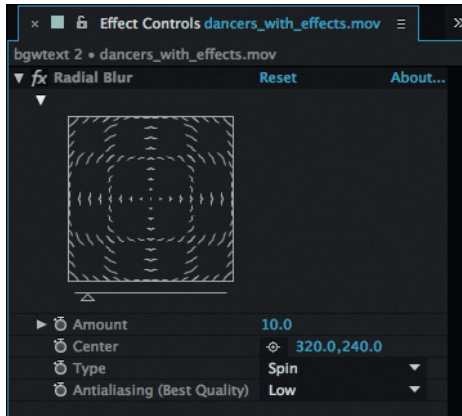 Effect Controls dancers_with_effects.mov
bgwtext 2 • dancers_with_effects.mov
fx Radial Blur Reset About...
Amount 10.0
Center 320.0,240.0
Type Spin
Antialiasing (Best Quality) Low